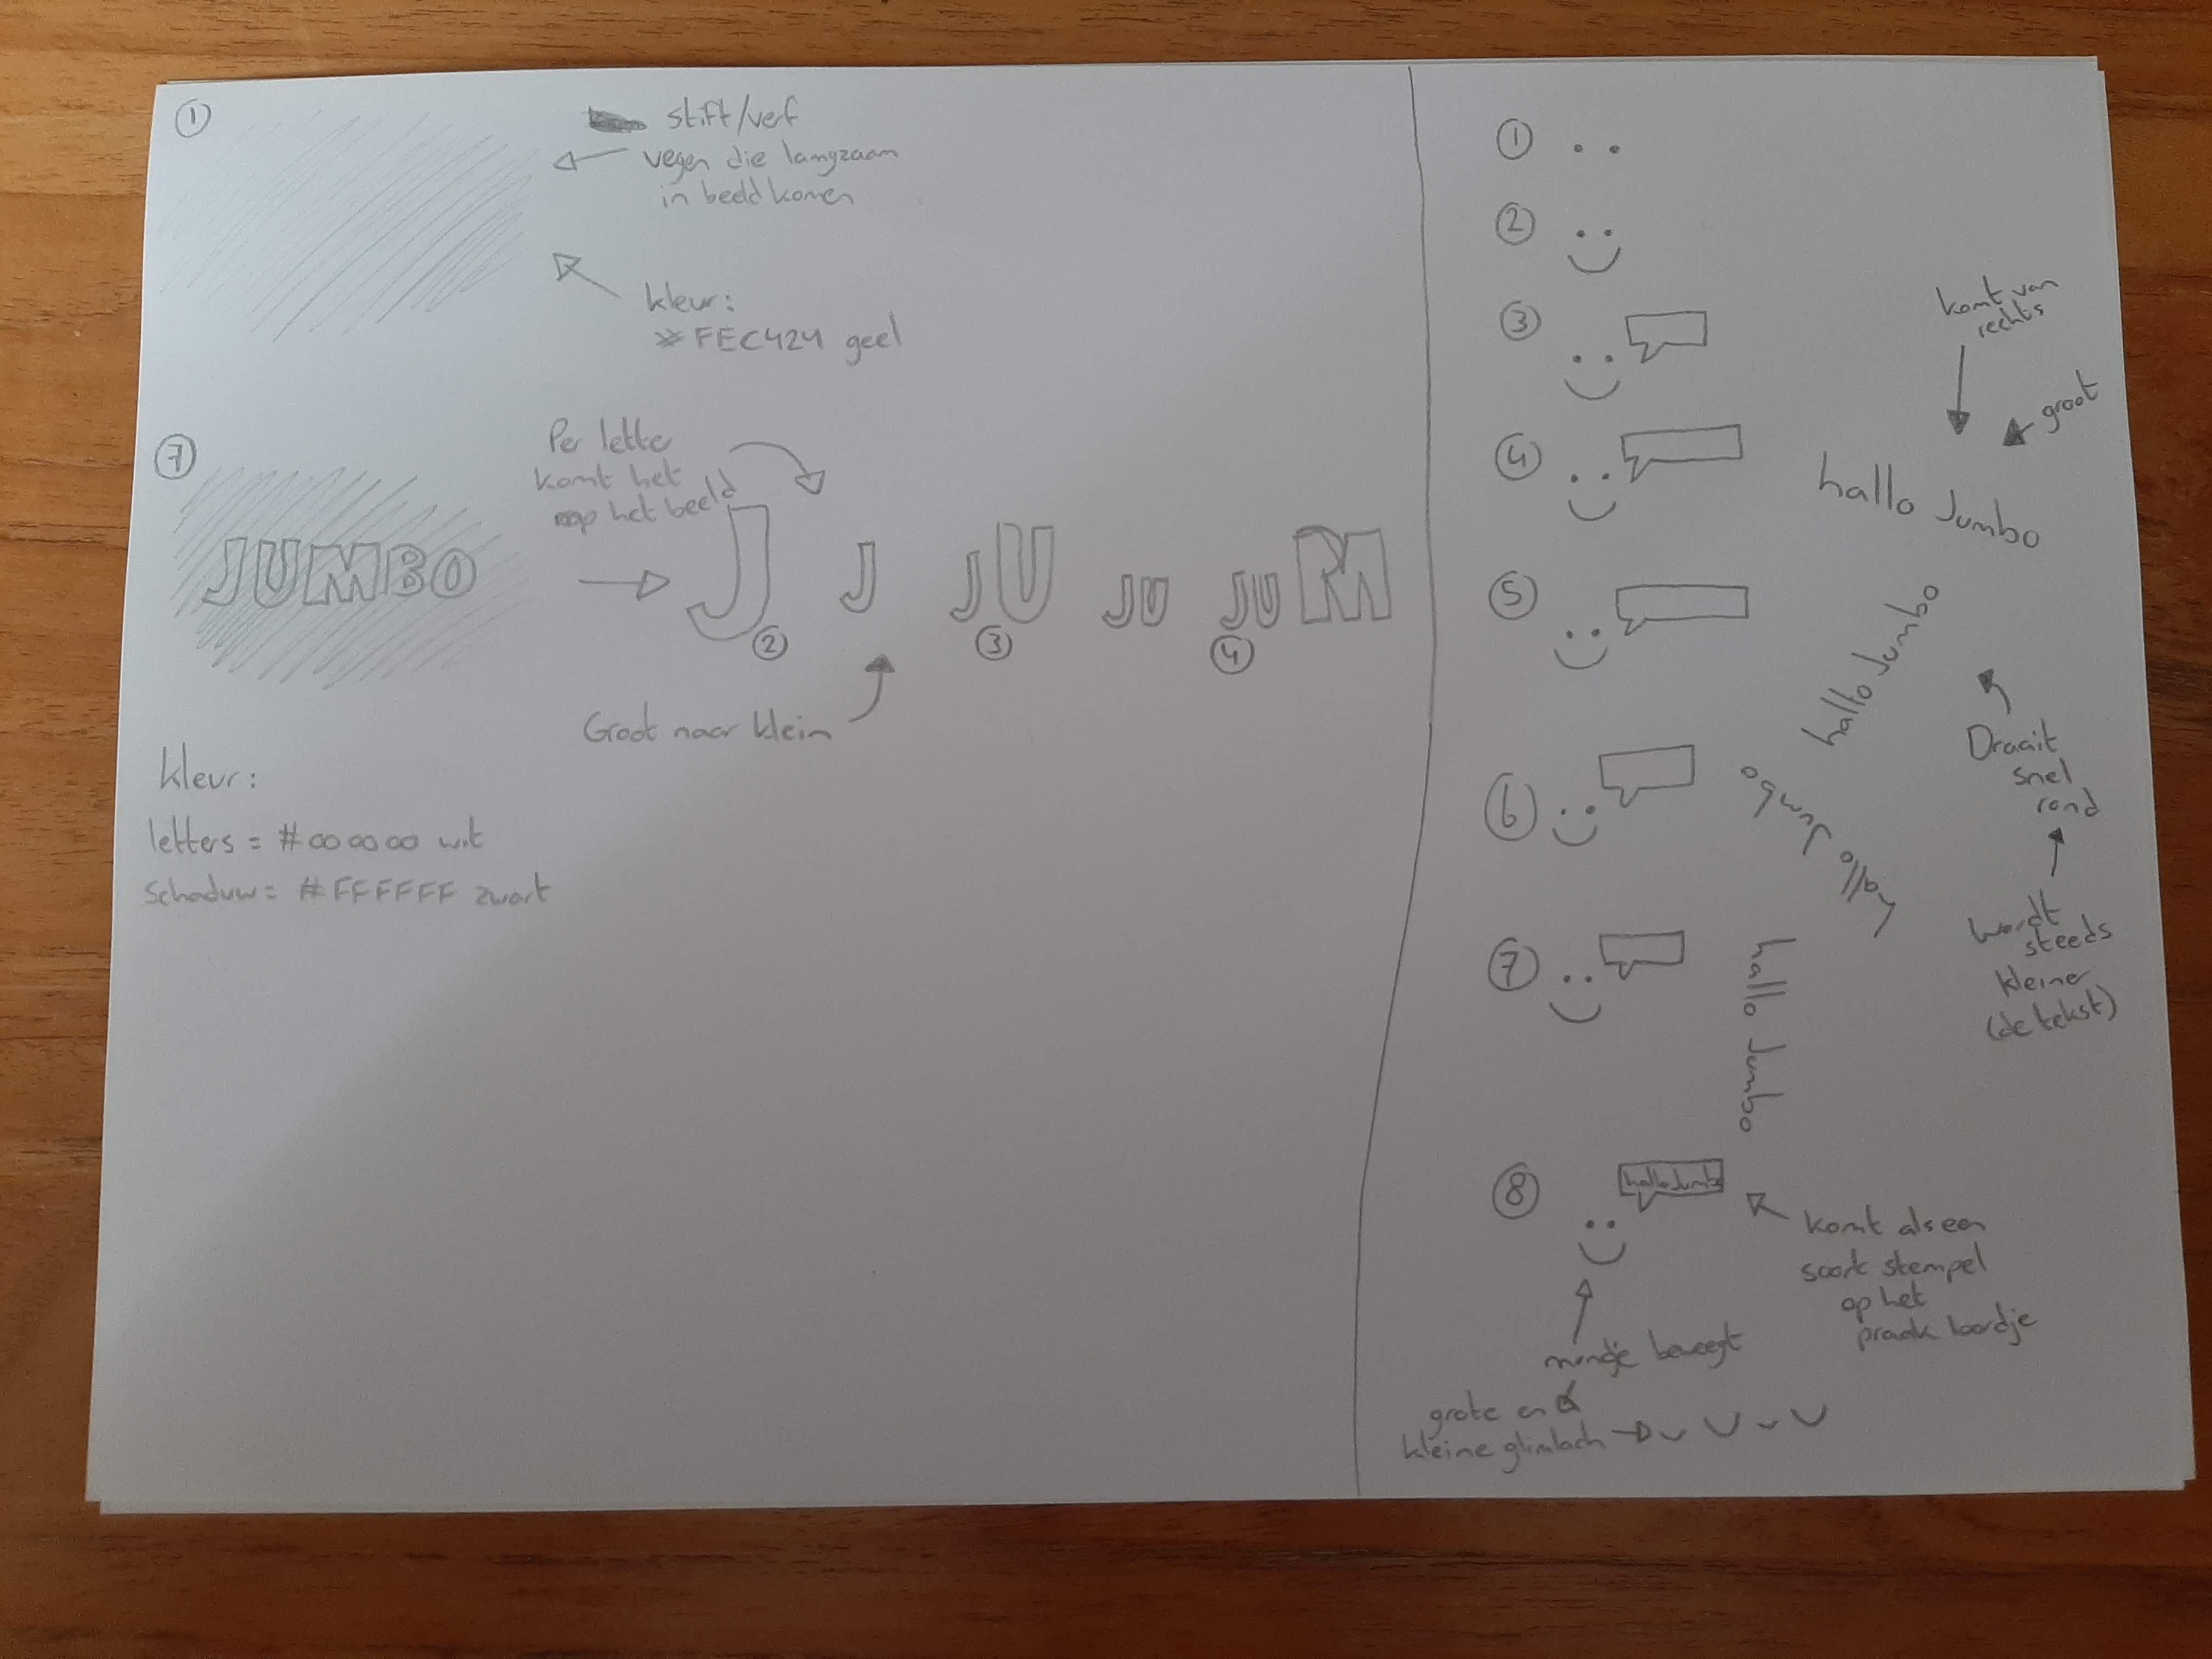 1
stift/verf
vegen die langzaam
in beeld komen
kleur:
#FEC424 geel
7
JUMBO
Per letter
komt het
op het beeld
J J JU JU JUM
2 3 4
Groot naar klein
kleur:
letters = #000000 wit
Schaduw = #FFFFFF zwart
1
2
3
komt van
rechts
groot
4
hallo Jumbo
5
hallo Jumbo
Draait
snel
rond
6
hallo Jumbo
wordt
steeds
kleiner
(de tekst)
7
hallo Jumbo
8
hallo Jumbo
komt als een
soort stempel
op het
praat bordje
mondje beweegt
grote en
kleine glimlach